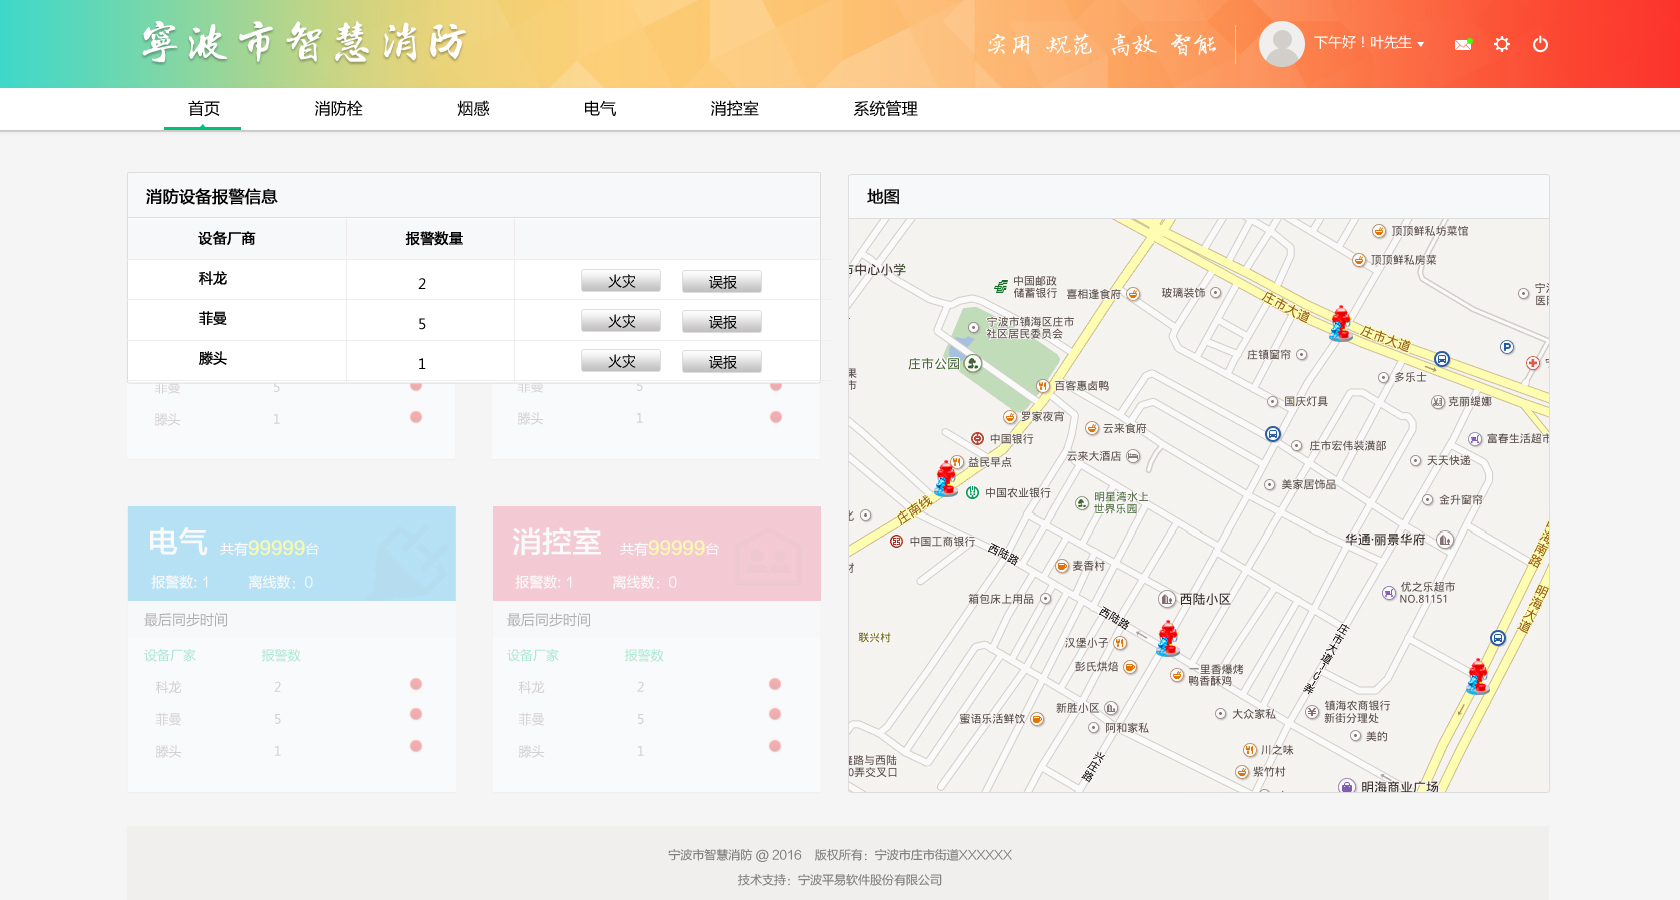 寧波市智慧消防
实用 规范 高效 智能
下午好！叶先生
首页 消防栓 烟感 电气 消控室 系统管理
消防设备报警信息
设备厂商 报警数量
科龙 2 火灾 误报
菲曼 5 火灾 误报
滕头 1 火灾 误报
菲曼 5 菲曼 5
滕头 1 滕头 1
电气 共有99999台
报警数: 1 离线数: 0
最后同步时间
设备厂家 报警数
科龙 2
菲曼 5
滕头 1
消控室 共有99999台
报警数: 1 离线数: 0
最后同步时间
设备厂家 报警数
科龙 2
菲曼 5
滕头 1
地图
顶顶鲜私坊菜馆
顶顶鲜私房菜
市中心小学
中国邮政
储蓄银行
喜相逢食府
玻璃装饰
庄市大道
庄市大道
宁波市镇海区庄市
社区居民委员会
庄市公园
庄镇窗帘
百客惠卤鸭
多乐士
国庆灯具
克丽缇娜
罗家夜宵
云来食府
中国银行
云来大酒店
庄市宏伟装潢部
富春生活超市
益民早点
天天快递
中国农业银行
明星湾水上
世界乐园
美家居饰品
金升窗帘
庄南线
中国工商银行
西陆路
华通·丽景华府
明海南路
麦香村
箱包床上用品
西陆小区
优之乐超市
NO.81151
明海大道
西陆路
联兴村
汉堡小子
彭氏烘焙
一里香爆烤
鸭香酥鸡
新胜小区
蜜语乐活鲜饮
阿和家私
大众家私
镇海农商银行
新街分理处
美的
川之味
紫竹村
兴庄路
明海商业广场
宁波市智慧消防 @ 2016 版权所有：宁波市庄市街道XXXXXX
技术支持：宁波平易软件股份有限公司